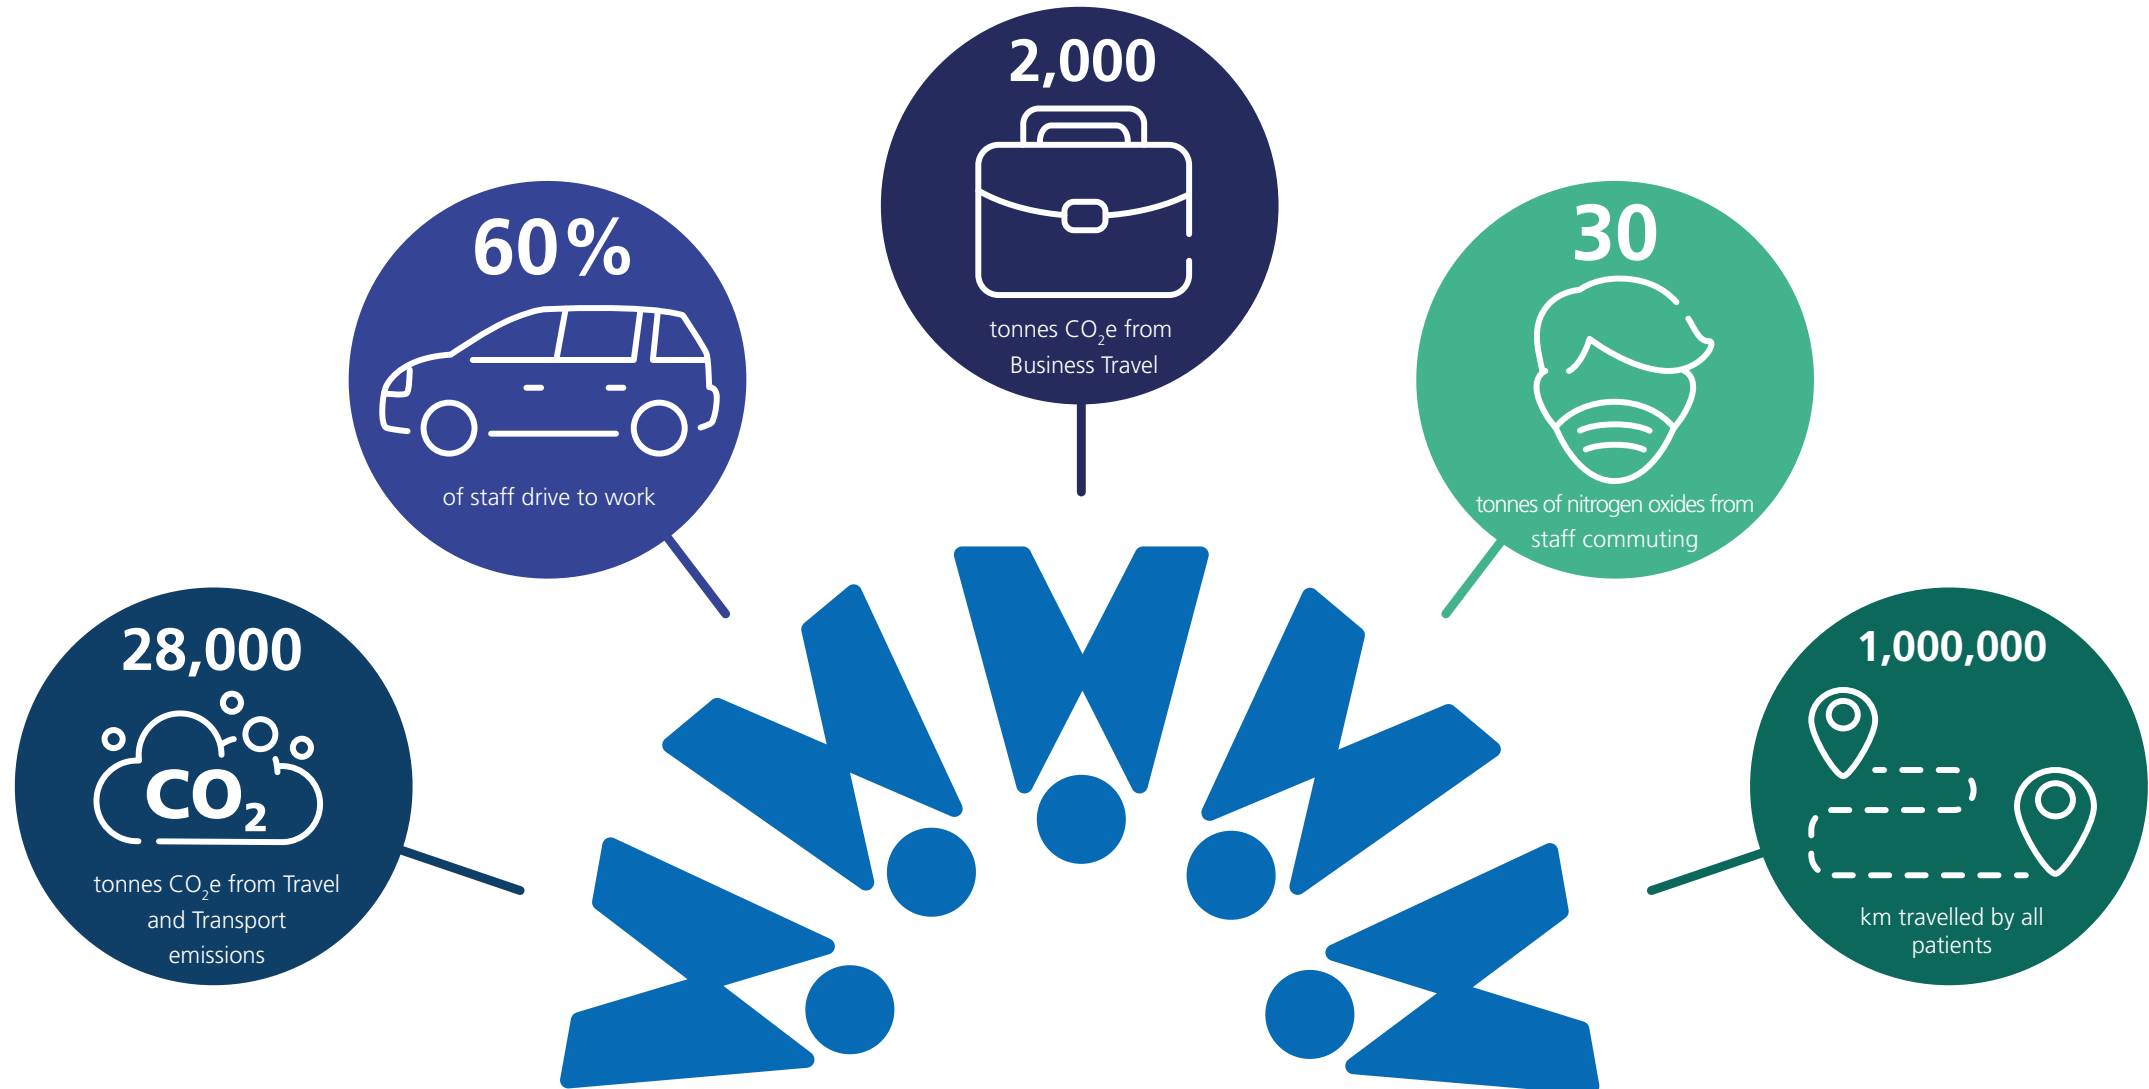 28,000
CO₂
tonnes CO₂e from Travel
and Transport
emissions
60%
of staff drive to work
2,000
tonnes CO₂e from
Business Travel
30
tonnes of nitrogen oxides from
staff commuting
1,000,000
km travelled by all
patients